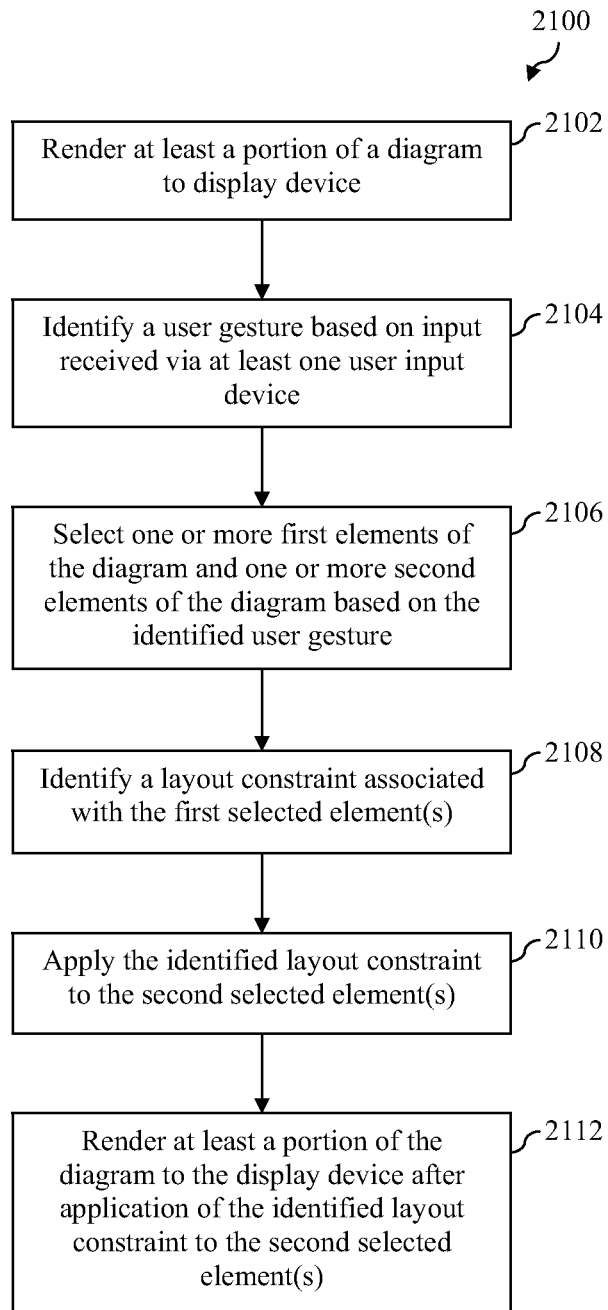 2100
2102
Render at least a portion of a diagram
to display device
2104
Identify a user gesture based on input
received via at least one user input
device
2106
Select one or more first elements of
the diagram and one or more second
elements of the diagram based on the
identified user gesture
2108
Identify a layout constraint associated
with the first selected element(s)
2110
Apply the identified layout constraint
to the second selected element(s)
2112
Render at least a portion of the
diagram to the display device after
application of the identified layout
constraint to the second selected
element(s)